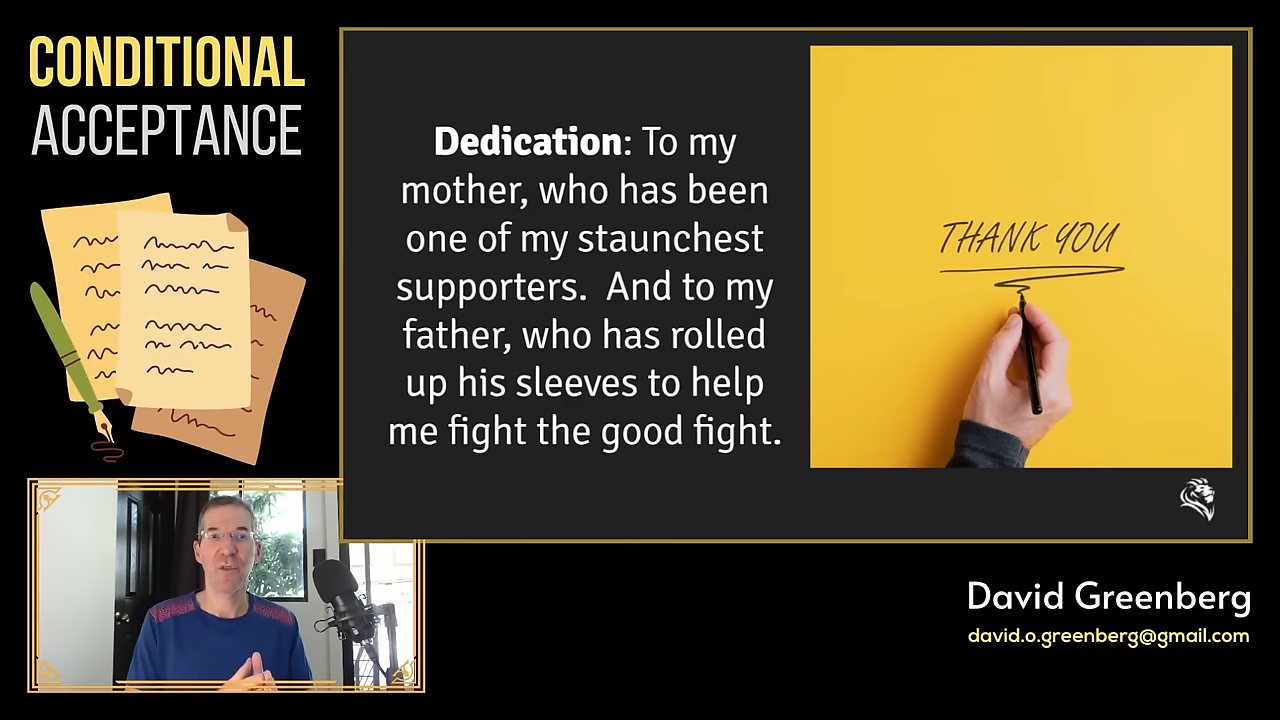 CONDITIONAL
ACCEPTANCE
Dedication: To my
mother, who has been
one of my staunchest
supporters.  And to my
father, who has rolled
up his sleeves to help
me fight the good fight.
THANK YOU
David Greenberg
david.o.greenberg@gmail.com